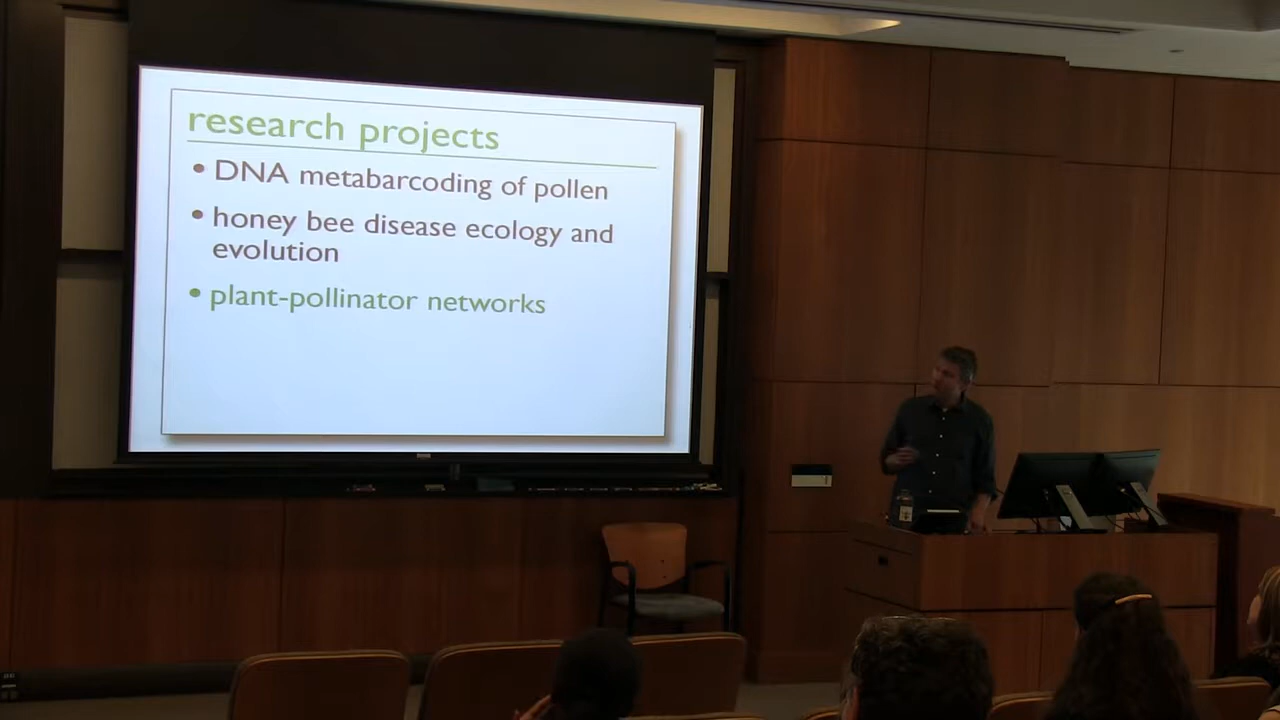 research projects
• DNA metabarcoding of pollen
• honey bee disease ecology and
evolution
• plant-pollinator networks